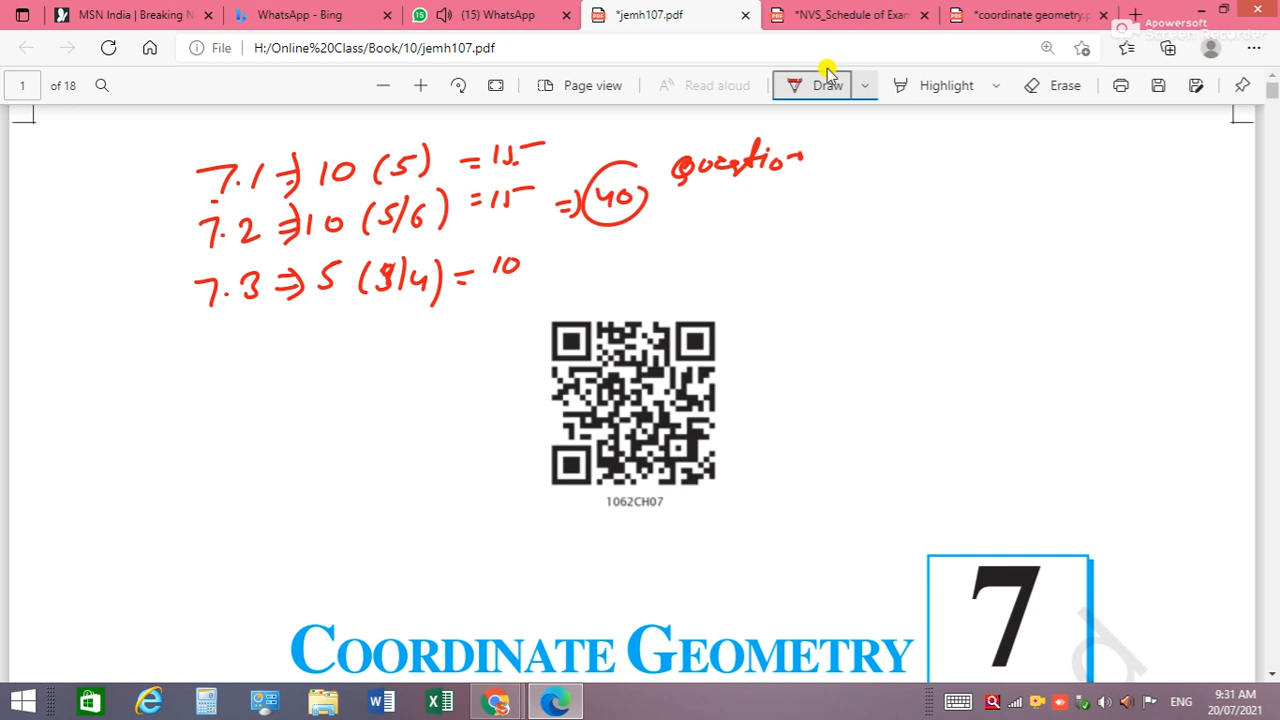 MSN India | Breaking N
WhatsApp - Bing
(15) WhatsApp
*jemh107.pdf
*NVS_Schedule of Exam
*coordinate geometry.p
Apowersoft
Screen Recorder
File
H:/Online%20Class/Book/10/jemh107.pdf
1 of 18
Page view
Read aloud
Draw
Highlight
Erase
7.1 => 10 (5) = 15
question
7.2 => 10 (5/6) = 15 => 40
7.3 => 5 (3/4) = 10
1062CH07
7
COORDINATE GEOMETRY
d
ENG
9:31 AM
20/07/2021